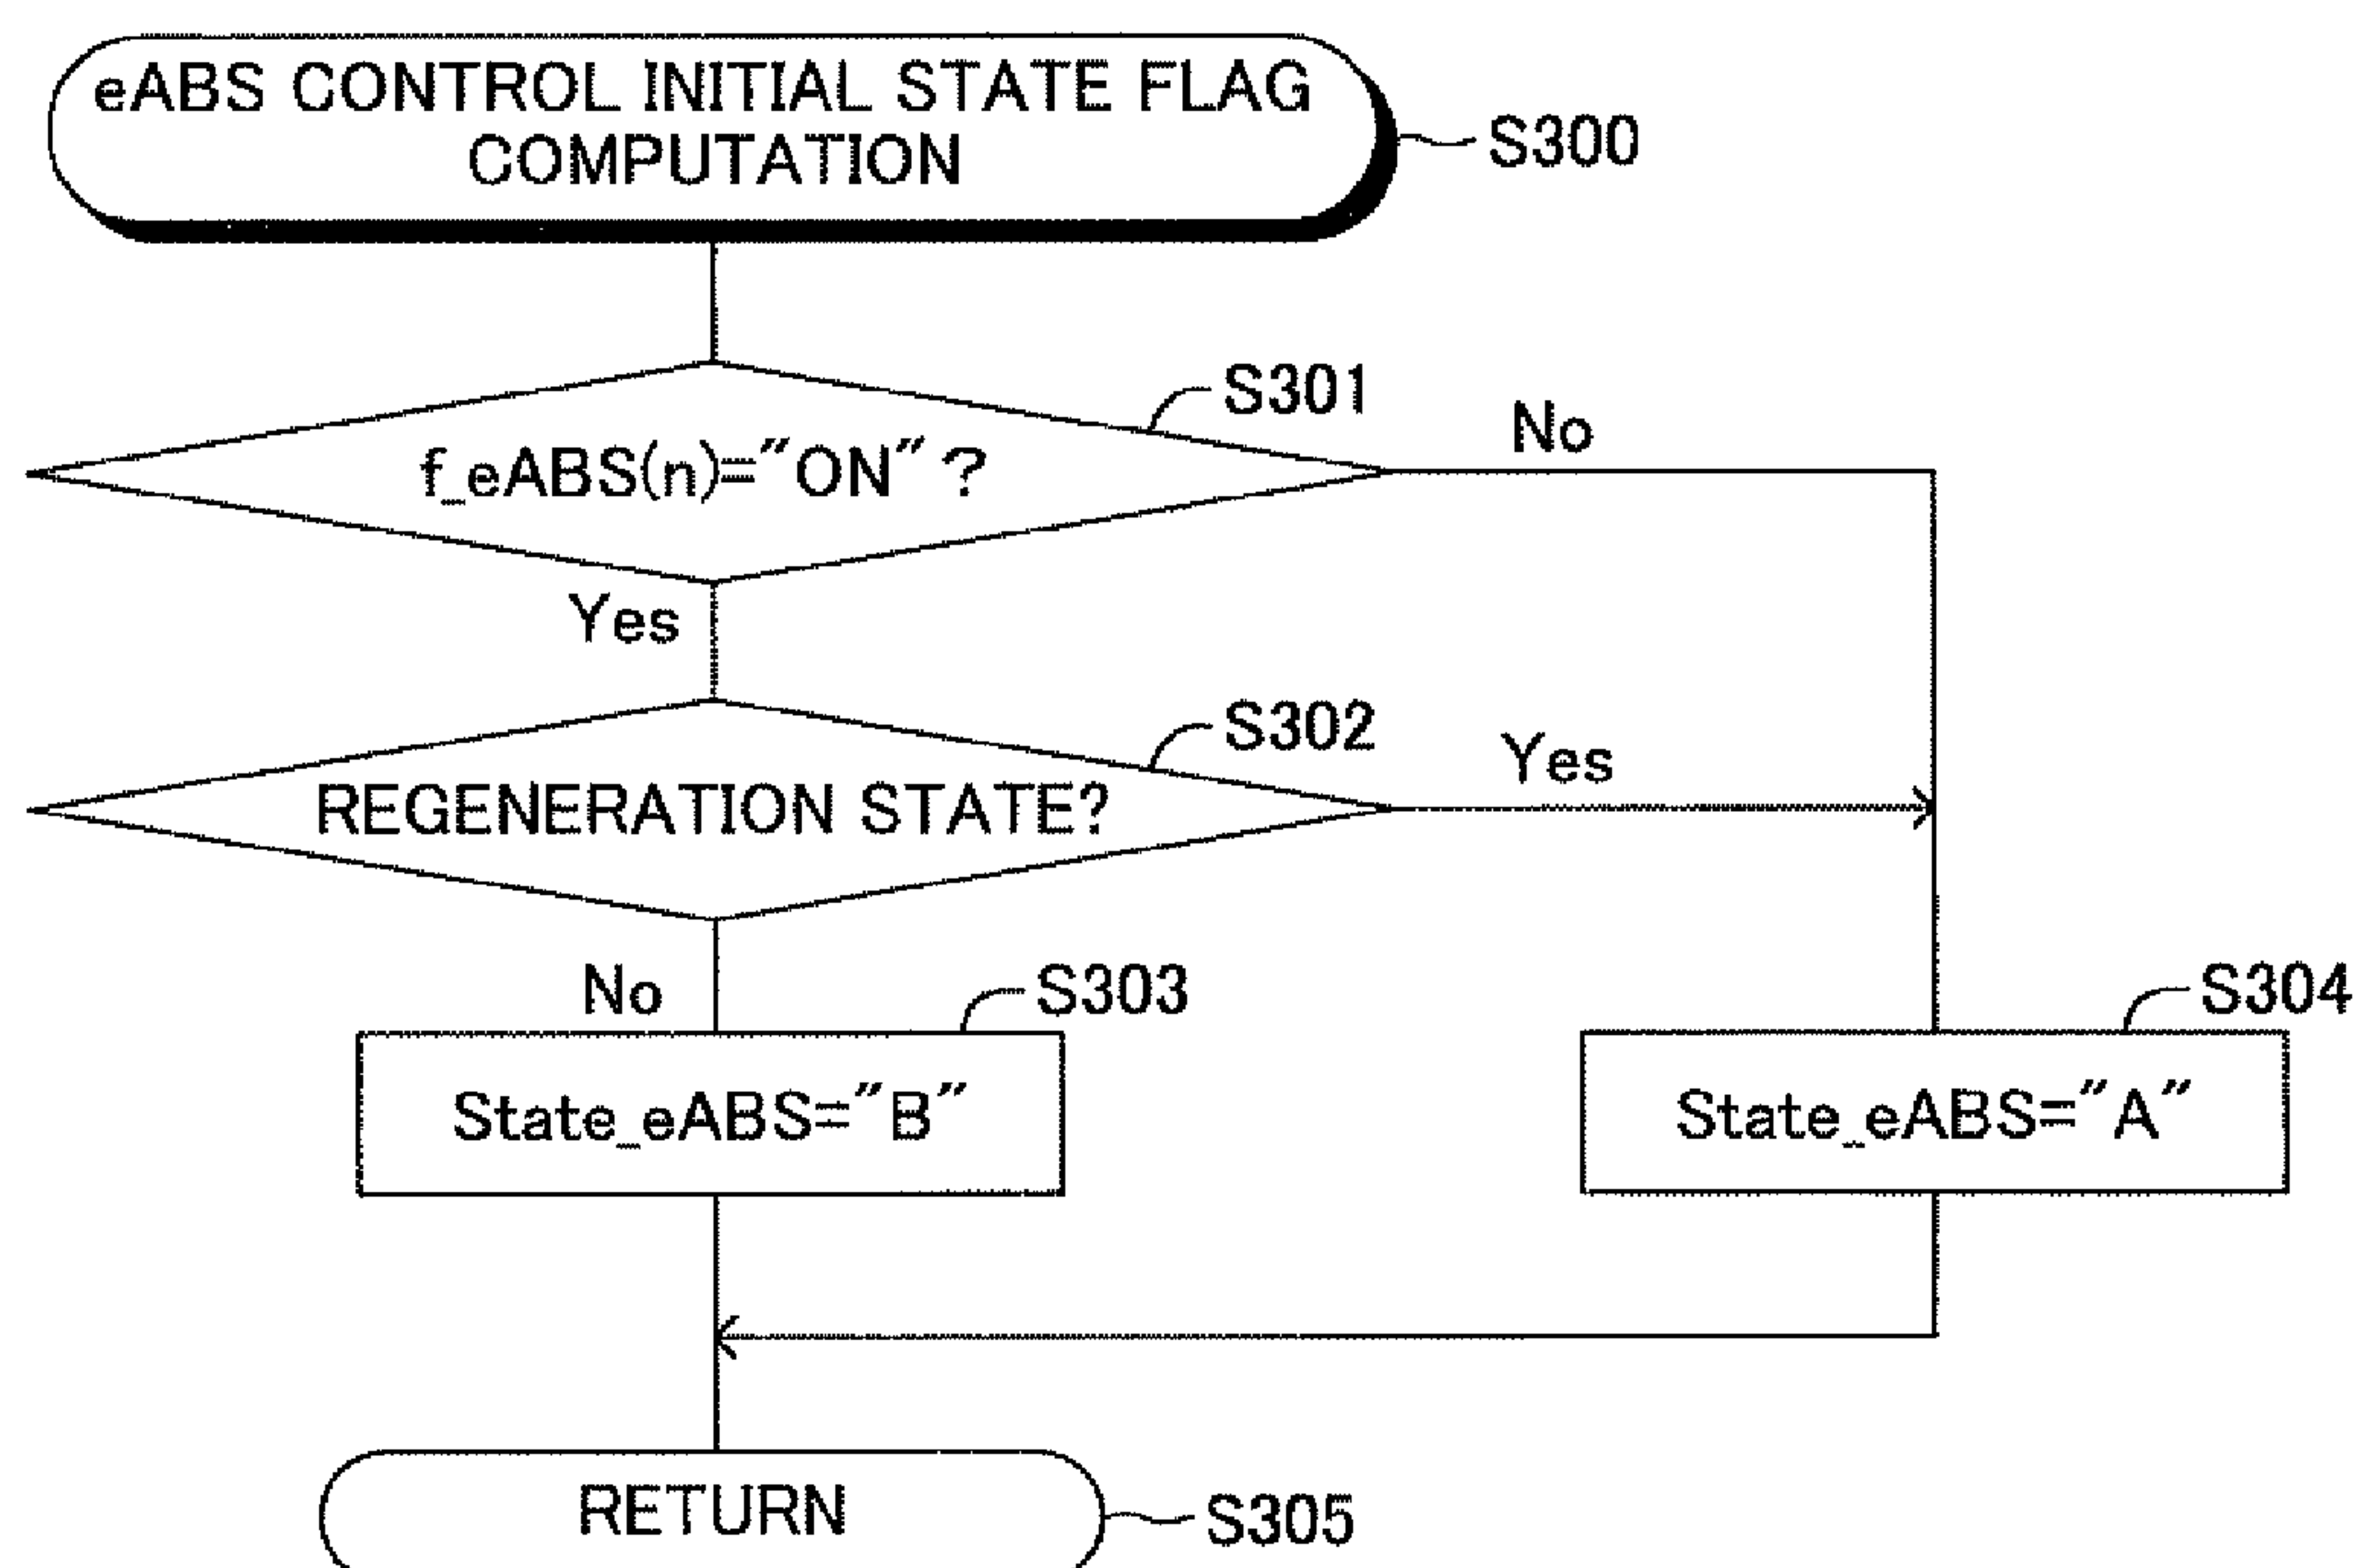 eABS CONTROL INITIAL STATE FLAG
COMPUTATION
S300
S301
f_eABS(n)="ON"?
No
Yes
S302
REGENERATION STATE?
Yes
No
S303
State_eABS="B"
S304
State_eABS="A"
RETURN
S305